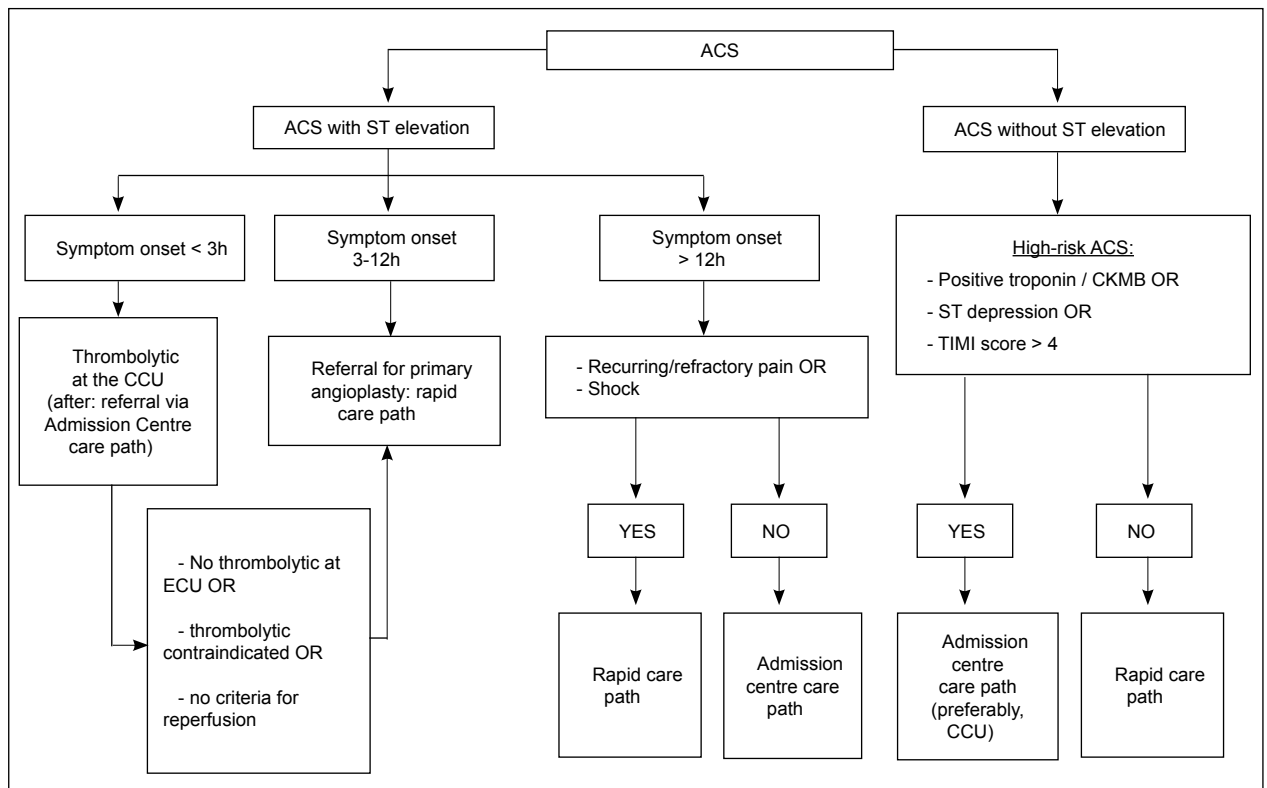 ACS
ACS with ST elevation
ACS without ST elevation
Symptom onset < 3h
Symptom onset
3-12h
Symptom onset
> 12h
High-risk ACS:
- Positive troponin / CKMB OR
- ST depression OR
- TIMI score > 4
Thrombolytic
at the CCU
(after: referral via
Admission Centre
care path)
Referral for primary
angioplasty: rapid
care path
- Recurring/refractory pain OR
- Shock
- No thrombolytic at
ECU OR
- thrombolytic
contraindicated OR
- no criteria for
reperfusion
YES
NO
YES
NO
Rapid care
path
Admission
centre care
path
Admission
centre
care path
(preferably,
CCU)
Rapid care
path